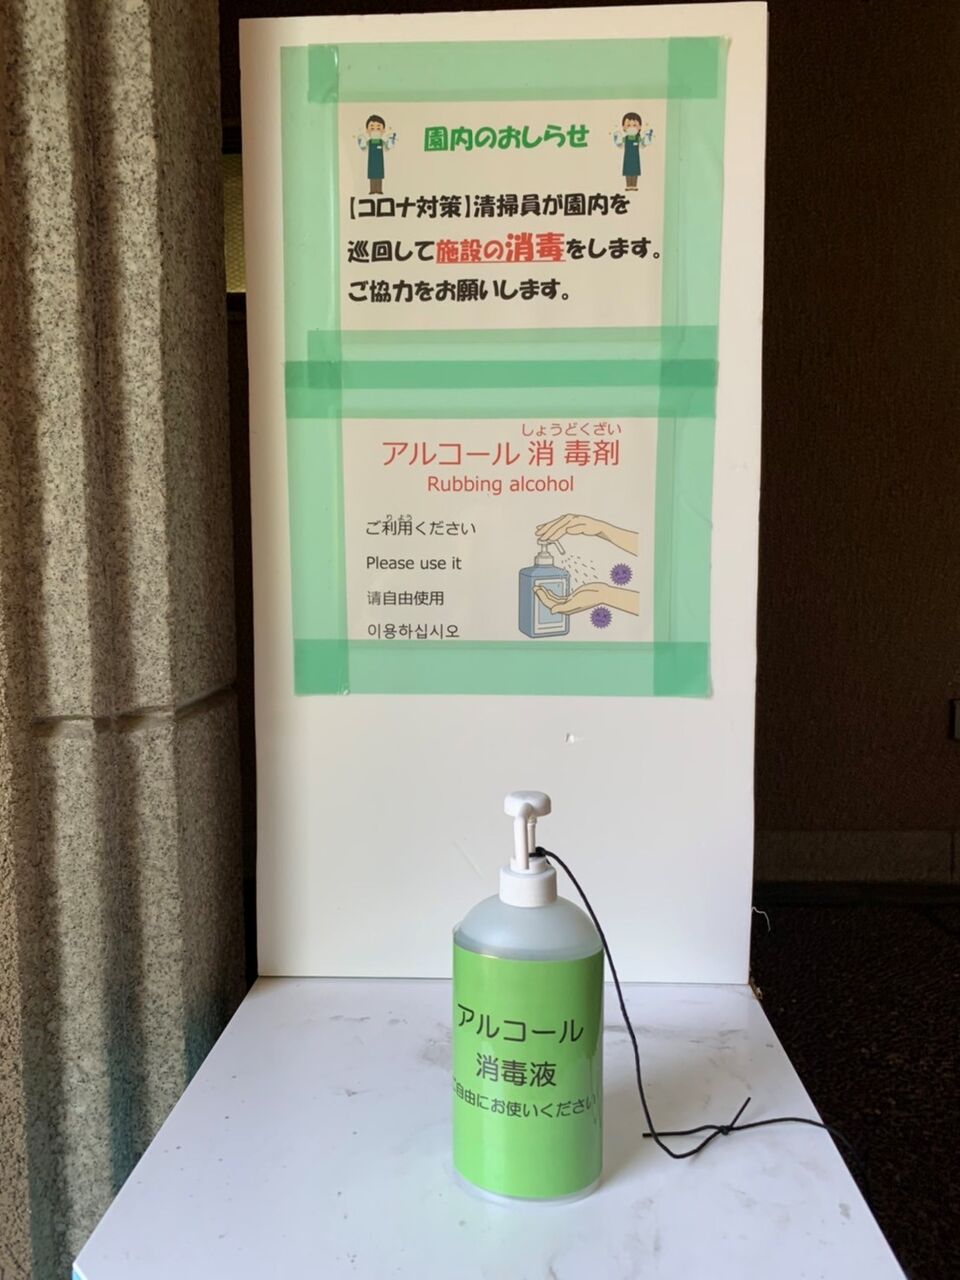 園内のおしらせ
【コロナ対策】清掃員が園内を
巡回して施設の消毒をします。
ご協力をお願いします。
しょうどくざい
アルコール消毒剤
Rubbing alcohol
りよう
ご利用ください
Please use it
请自由使用
이용하십시오
アルコール
消毒液
ご自由にお使いください